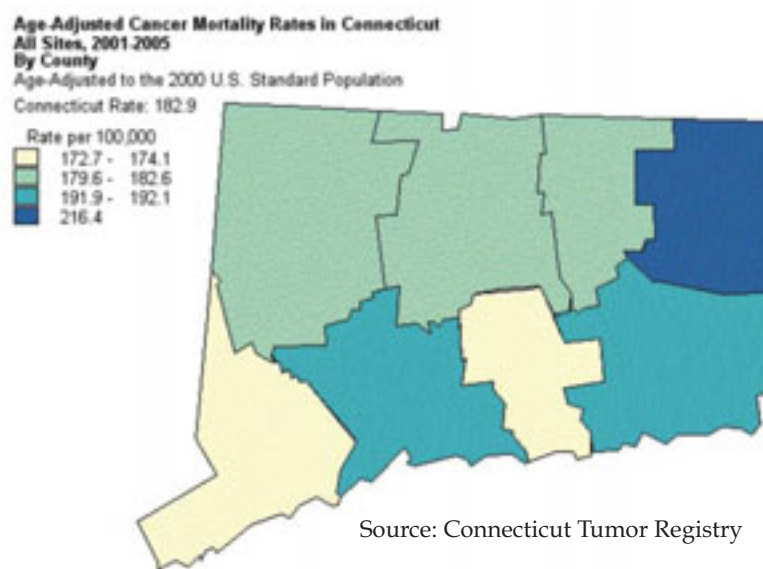 Age-Adjusted Cancer Mortality Rates in Connecticut
All Sites, 2001-2005
By County
Age-Adjusted to the 2000 U.S. Standard Population
Connecticut Rate: 182.9
Rate per 100,000
172.7 - 174.1
179.6 - 182.6
191.9 - 192.1
216.4
Source: Connecticut Tumor Registry